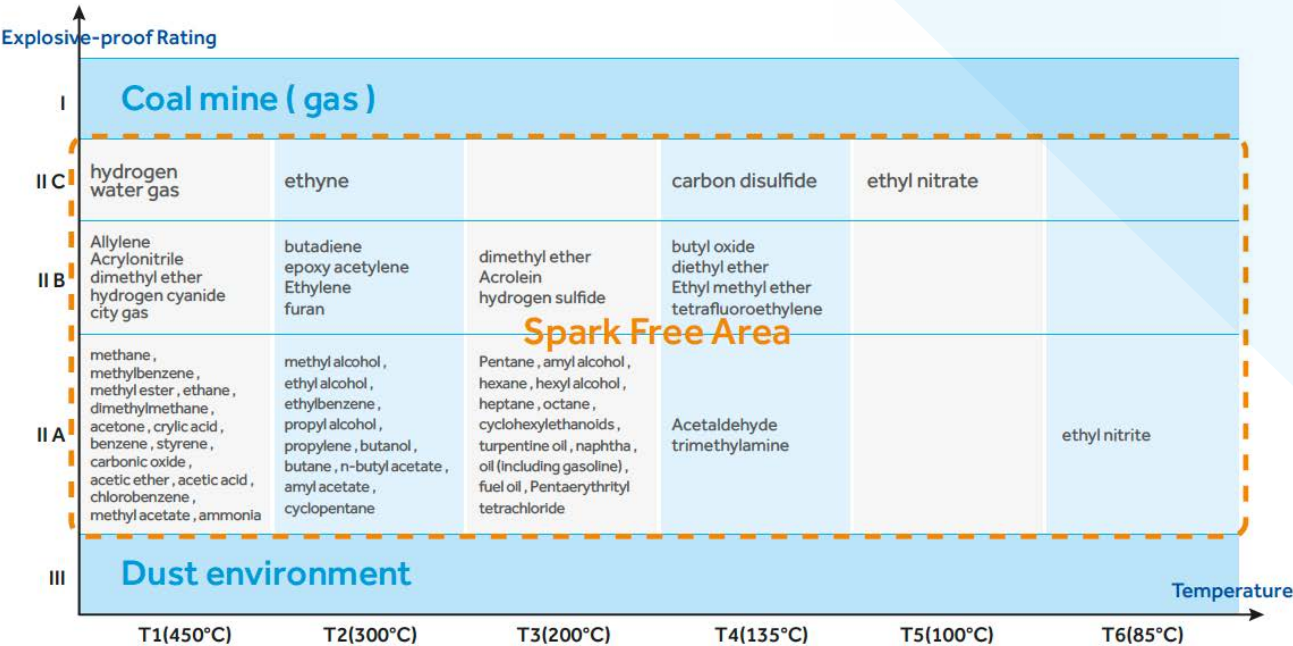 Explosive-proof Rating
I
Coal mine ( gas )
II C
hydrogen
water gas
ethyne
carbon disulfide
ethyl nitrate
II B
Allylene
Acrylonitrile
dimethyl ether
hydrogen cyanide
city gas
butadiene
epoxy acetylene
Ethylene
furan
dimethyl ether
Acrolein
hydrogen sulfide
butyl oxide
diethyl ether
Ethyl methyl ether
tetrafluoroethylene
Spark Free Area
II A
methane ,
methylbenzene ,
methyl ester , ethane ,
dimethylmethane ,
acetone , crylic acid ,
benzene , styrene ,
carbonic oxide ,
acetic ether , acetic acid ,
chlorobenzene ,
methyl acetate , ammonia
methyl alcohol ,
ethyl alcohol ,
ethylbenzene ,
propyl alcohol ,
propylene , butanol ,
butane , n-butyl acetate ,
amyl acetate ,
cyclopentane
Pentane , amyl alcohol ,
hexane , hexyl alcohol ,
heptane , octane ,
cyclohexylethanoids ,
turpentine oil , naphtha ,
oil (including gasoline) ,
fuel oil , Pentaerythrityl
tetrachloride
Acetaldehyde
trimethylamine
ethyl nitrite
III
Dust environment
Temperature
T1(450°C)
T2(300°C)
T3(200°C)
T4(135°C)
T5(100°C)
T6(85°C)